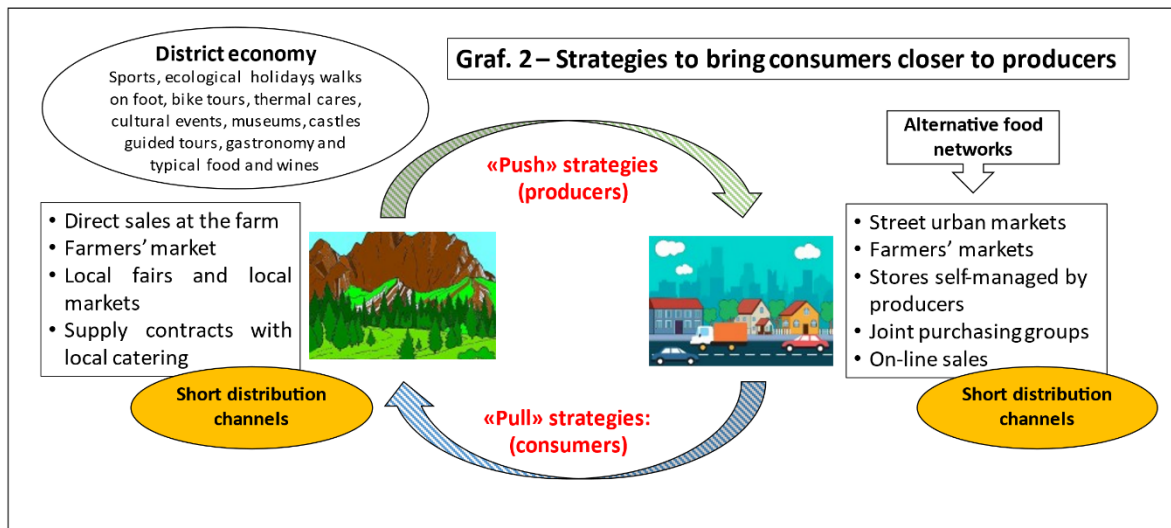 District economy
Sports, ecological holidays, walks
on foot, bike tours, thermal cares,
cultural events, museums, castles
guided tours, gastronomy and
typical food and wines
Graf. 2 – Strategies to bring consumers closer to producers
Alternative food
networks
«Push» strategies
(producers)
• Direct sales at the farm
• Farmers' market
• Local fairs and local
markets
• Supply contracts with
local catering
• Street urban markets
• Farmers' markets
• Stores self-managed by
producers
• Joint purchasing groups
• On-line sales
Short distribution
channels
«Pull» strategies:
(consumers)
Short distribution
channels